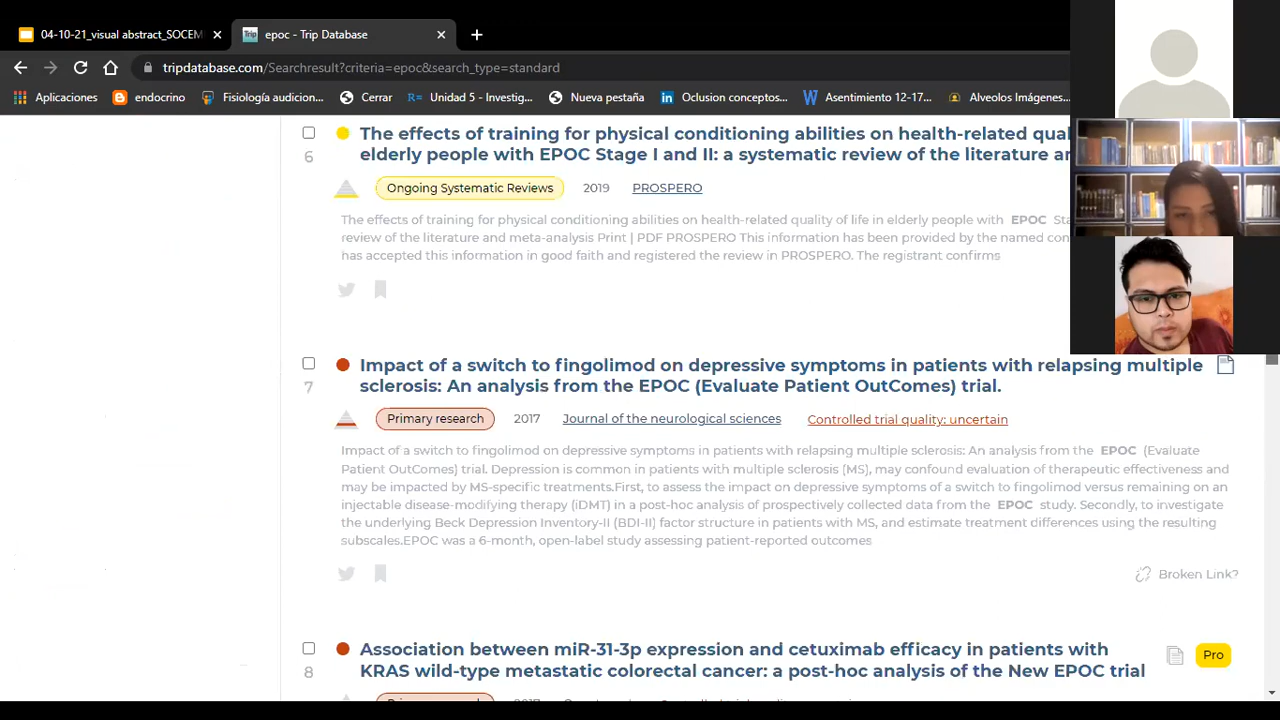 04-10-21_visual abstract_SOCEM
epoc - Trip Database
tripdatabase.com/Searchresult?criteria=epoc&search_type=standard
Aplicaciones
endocrino
Fisiología audicion...
Cerrar
Unidad 5 - Investig...
Nueva pestaña
Oclusion conceptos...
Asentimiento 12-17...
Alveolos Imágenes...
6
The effects of training for physical conditioning abilities on health-related qual
elderly people with EPOC Stage I and II: a systematic review of the literature an
Ongoing Systematic Reviews 2019 PROSPERO
The effects of training for physical conditioning abilities on health-related quality of life in elderly people with EPOC Sta
review of the literature and meta-analysis Print | PDF PROSPERO This information has been provided by the named con
has accepted this information in good faith and registered the review in PROSPERO. The registrant confirms
7
Impact of a switch to fingolimod on depressive symptoms in patients with relapsing multiple
sclerosis: An analysis from the EPOC (Evaluate Patient OutComes) trial.
Primary research 2017 Journal of the neurological sciences Controlled trial quality: uncertain
Impact of a switch to fingolimod on depressive symptoms in patients with relapsing multiple sclerosis: An analysis from the EPOC (Evaluate
Patient OutComes) trial. Depression is common in patients with multiple sclerosis (MS), may confound evaluation of therapeutic effectiveness and
may be impacted by MS-specific treatments.First, to assess the impact on depressive symptoms of a switch to fingolimod versus remaining on an
injectable disease-modifying therapy (iDMT) in a post-hoc analysis of prospectively collected data from the EPOC study. Secondly, to investigate
the underlying Beck Depression Inventory-II (BDI-II) factor structure in patients with MS, and estimate treatment differences using the resulting
subscales.EPOC was a 6-month, open-label study assessing patient-reported outcomes
Broken Link?
8
Association between miR-31-3p expression and cetuximab efficacy in patients with
KRAS wild-type metastatic colorectal cancer: a post-hoc analysis of the New EPOC trial
Pro